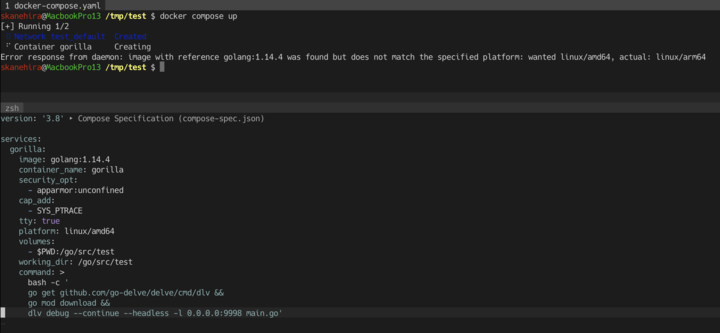 1 docker-compose.yaml
skanehira@MacbookPro13 /tmp/test $ docker compose up
[+] Running 1/2
Network test_default Created
Container gorilla Creating
Error response from daemon: image with reference golang:1.14.4 was found but does not match the specified platform: wanted linux/amd64, actual: linux/arm64
skanehira@MacbookPro13 /tmp/test $
zsh
version: '3.8' • Compose Specification (compose-spec.json)
services:
gorilla:
image: golang:1.14.4
container_name: gorilla
security_opt:
- apparmor:unconfined
cap_add:
- SYS_PTRACE
tty: true
platform: linux/amd64
volumes:
- $PWD:/go/src/test
working_dir: /go/src/test
command: >
bash -c '
go get github.com/go-delve/delve/cmd/dlv &&
go mod download &&
dlv debug --continue --headless -l 0.0.0.0:9998 main.go'